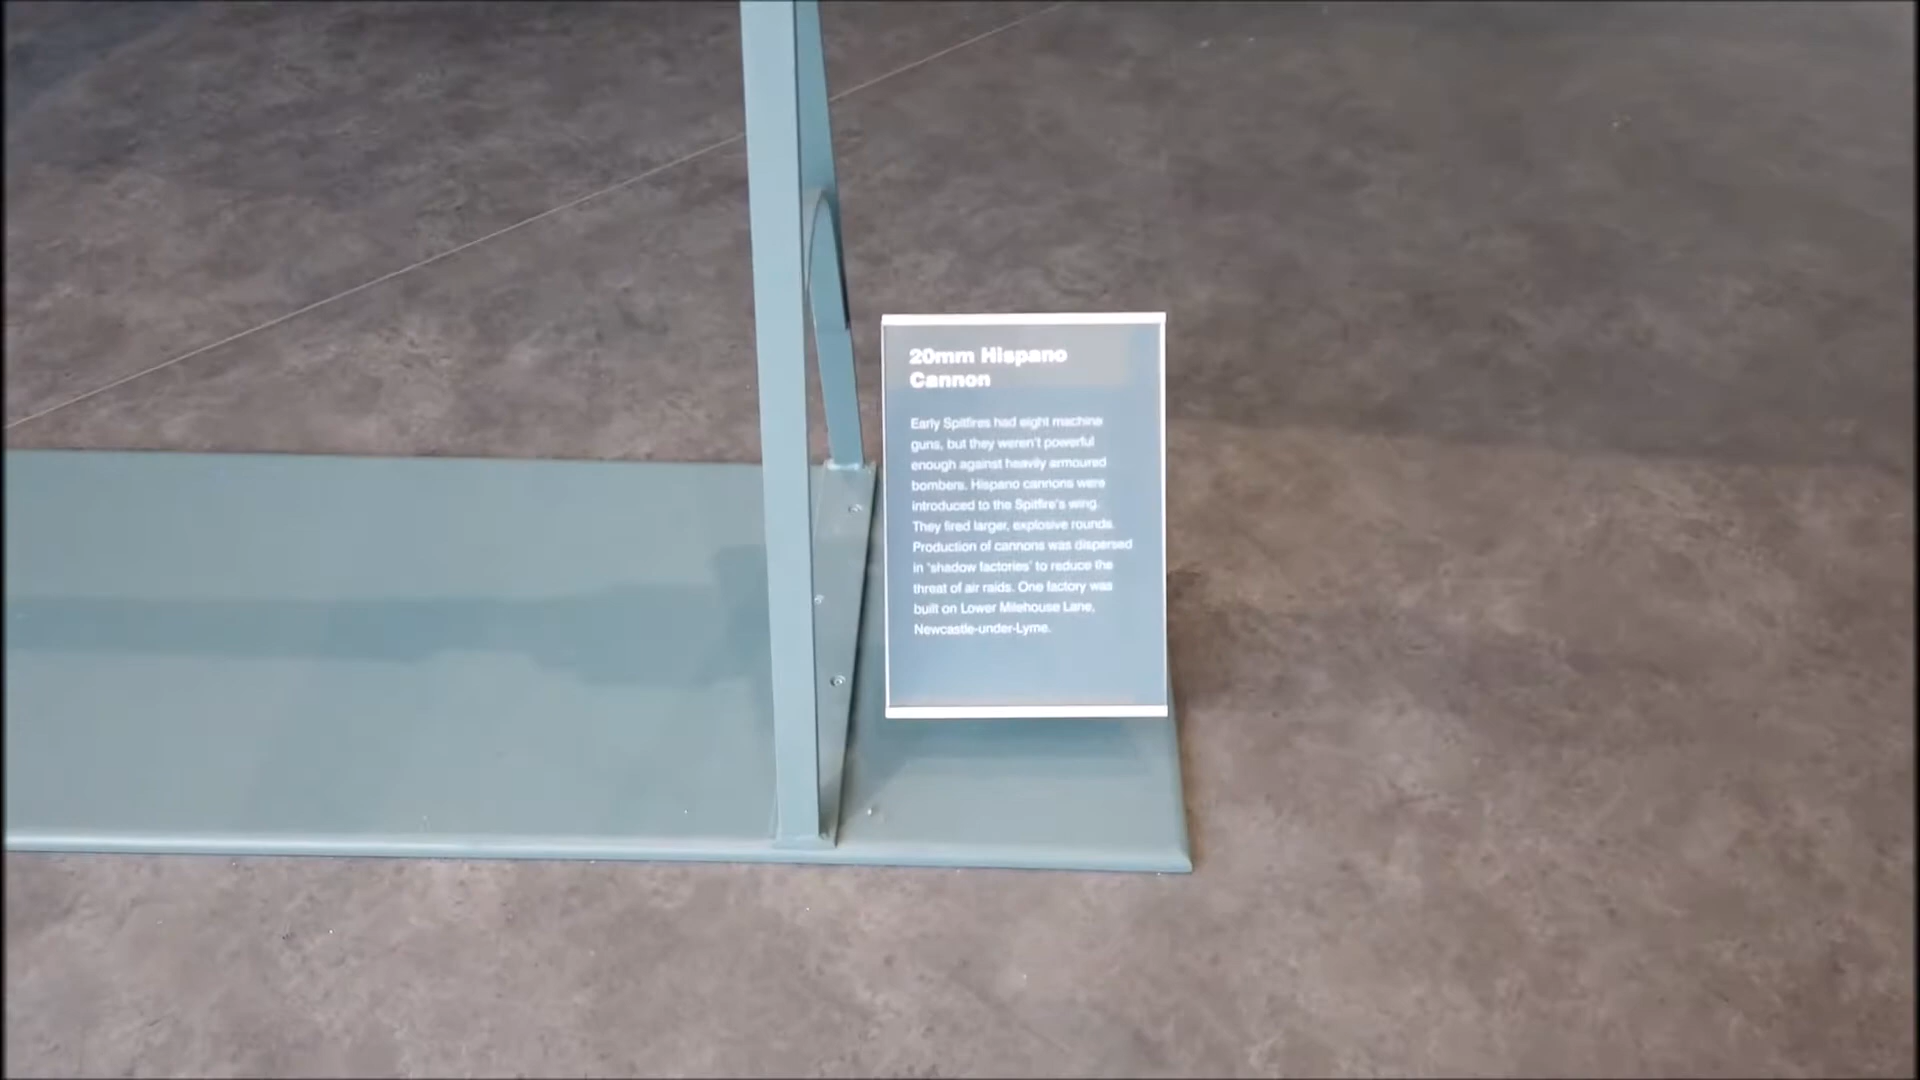 20mm Hispano
Cannon
Early Spitfires had eight machine
guns, but they weren't powerful
enough against heavily armoured
bombers. Hispano cannons were
introduced to the Spitfire's wing.
They fired larger, explosive rounds.
Production of cannons was dispersed
in 'shadow factories' to reduce the
threat of air raids. One factory was
built on Lower Milehouse Lane,
Newcastle-under-Lyme.